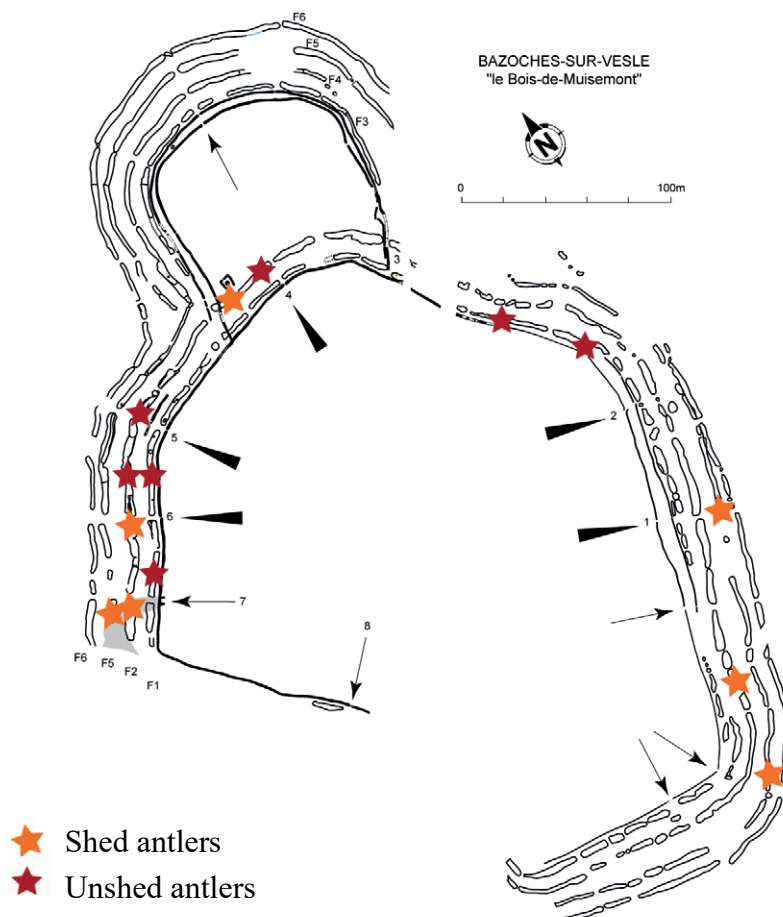 F6
F5
F4
F3
BAZOCHES-SUR-VESLE
"le Bois-de-Muisemont"
N
0 100m
3
4
2
5
6
1
7
8
F6
F5
F2
F1
Shed antlers
Unshed antlers